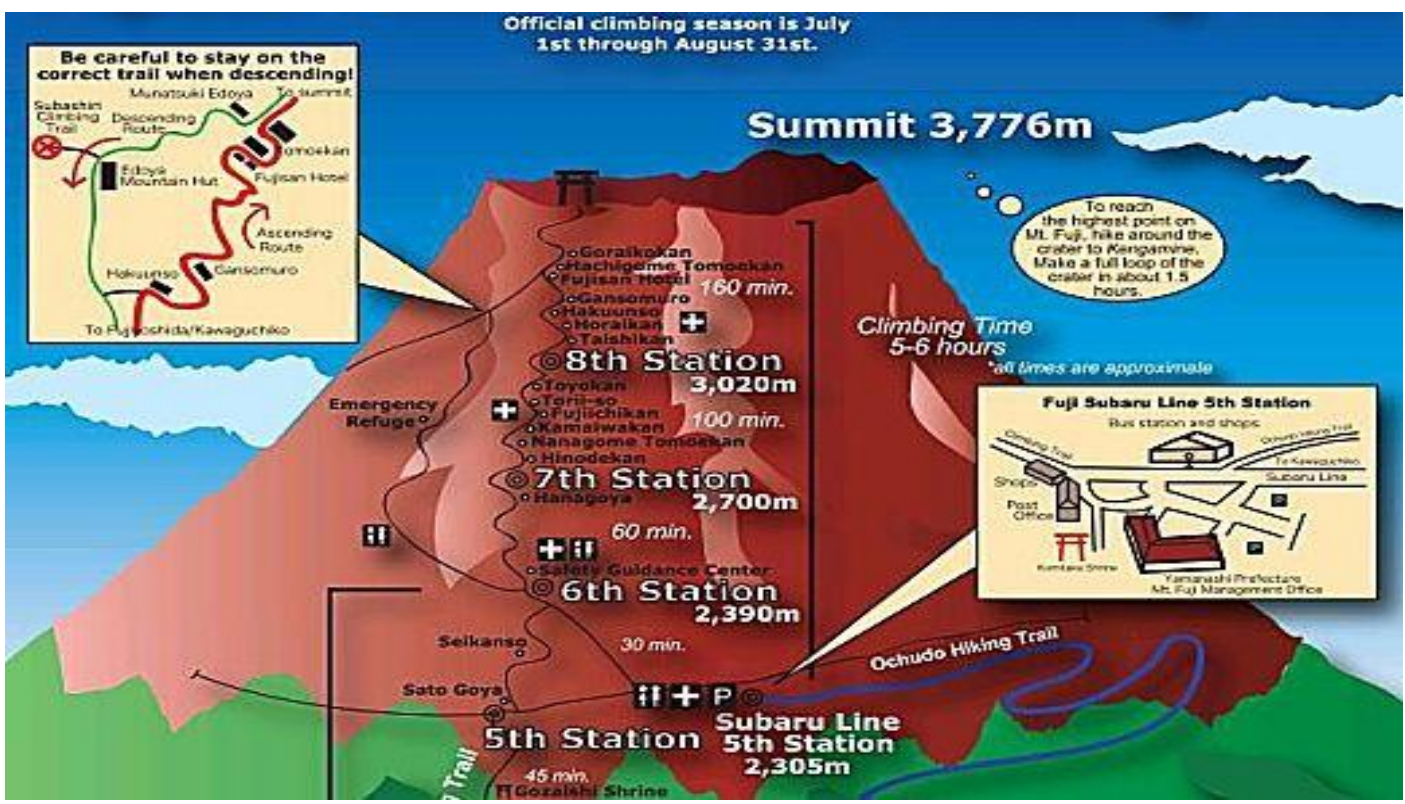 Official climbing season is July
1st through August 31st.
Be careful to stay on the
correct trail when descending!
Munatsuki Edoya
To summit
Subashiri
Climbing
Trail
Descending
Route
Tomoekan
Edoya
Mountain Hut
Fujisan Hotel
Ascending
Route
Hakuunso
Gansomuro
To Fujiyoshida/Kawaguchiko
Summit 3,776m
To reach
the highest point on
Mt. Fuji, hike around the
crater to Kengamine.
Make a full loop of the
crater in about 1.5
hours.
Goraikokan
Hachigome Tomoekan
Fujisan Hotel
160 min.
Gansomuro
Hakuunso
Horaikan
Taishikan
Climbing Time
5-6 hours
*all times are approximale
8th Station
3,020m
Toyokan
Torii-so
Fujiichikan
Kamaiwakan
Nanagome Tomoekan
Hinodekan
100 min.
Emergency
Refuge
7th Station
2,700m
Hanagoya
60 min.
Safety Guidance Center
6th Station
2,390m
Seikanso
30 min.
Sato Goya
5th Station
P
Subaru Line
5th Station
2,305m
Ochudo Hiking Trail
45 min.
Gozaishi Shrine
Trail
Fuji Subaru Line 5th Station
Bus station and shops
Climbing Trail
Ochudo Hiking Trail
To Kawaguchiko
Subaru Line
Shops
Post
Office
P
P
Komitake Shrine
Yamanashi Prefecture
Mt. Fuji Management Office